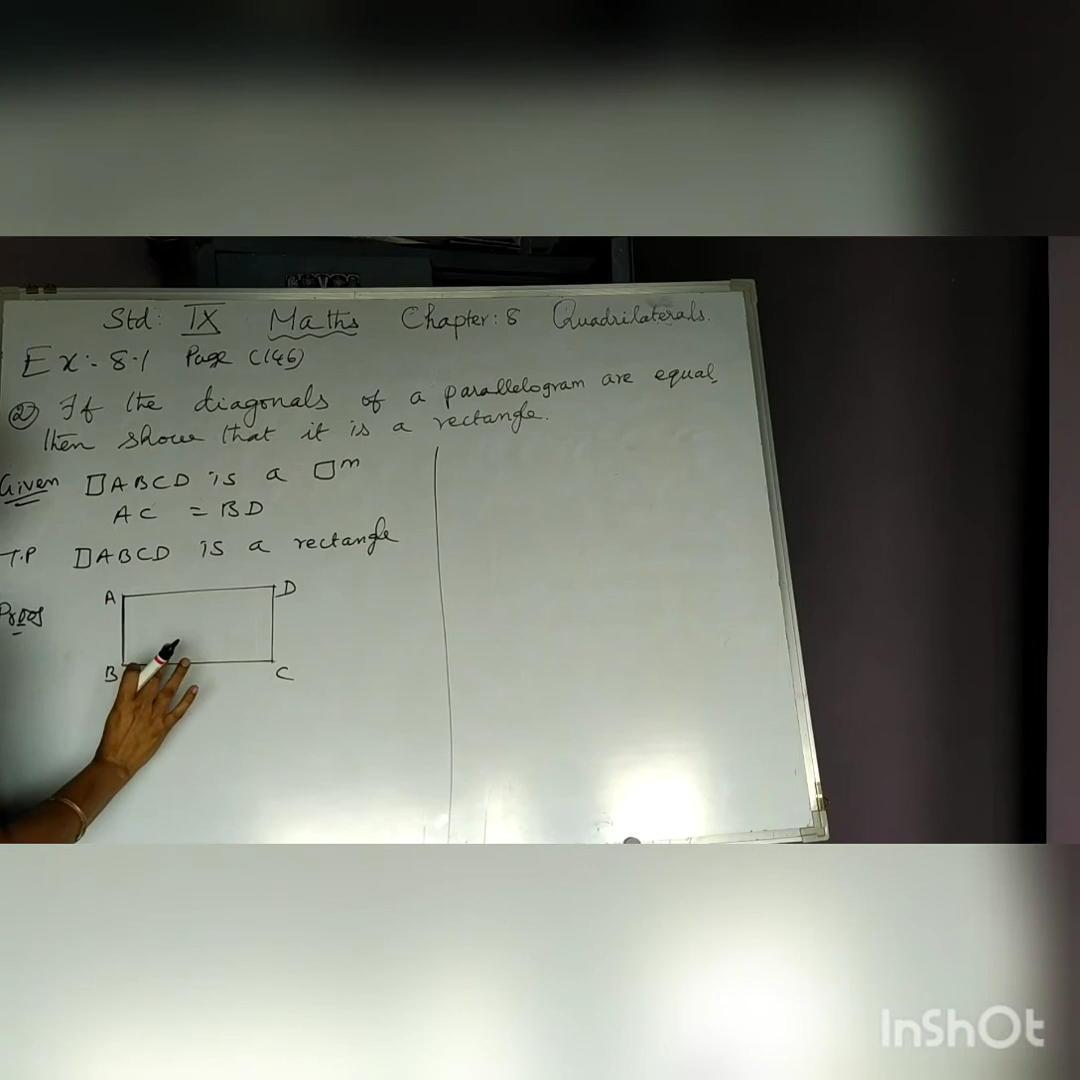 Std: IX Maths Chapter: 8 Quadrilaterals.
Ex:- 8.1 Page (146)
(2) If the diagonals of a parallelogram are equal,
then show that it is a rectangle.
Given □ABCD is a □m
AC = BD
T.P □ABCD is a rectangle
Proof
A D
B C
InShOt